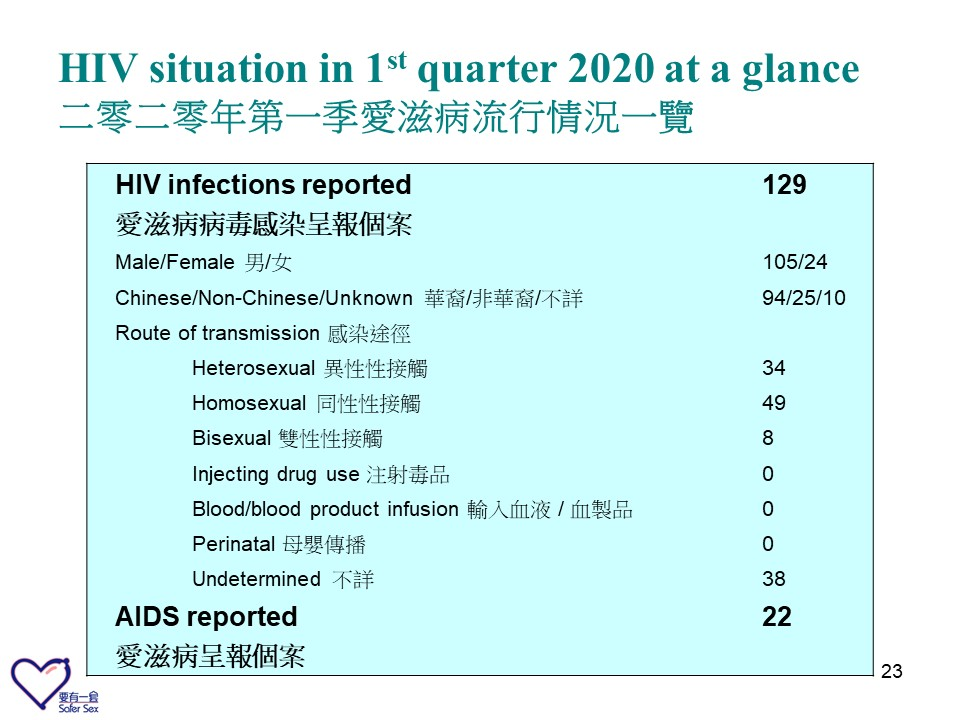 HIV situation in 1st quarter 2020 at a glance
二零二零年第一季愛滋病流行情況一覽
HIV infections reported 129
愛滋病病毒感染呈報個案
Male/Female 男/女 105/24
Chinese/Non-Chinese/Unknown 華裔/非華裔/不詳 94/25/10
Route of transmission 感染途徑
Heterosexual 異性性接觸 34
Homosexual 同性性接觸 49
Bisexual 雙性性接觸 8
Injecting drug use 注射毒品 0
Blood/blood product infusion 輸入血液 / 血製品 0
Perinatal 母嬰傳播 0
Undetermined 不詳 38
AIDS reported 22
愛滋病呈報個案
23
要有一套
Safer Sex